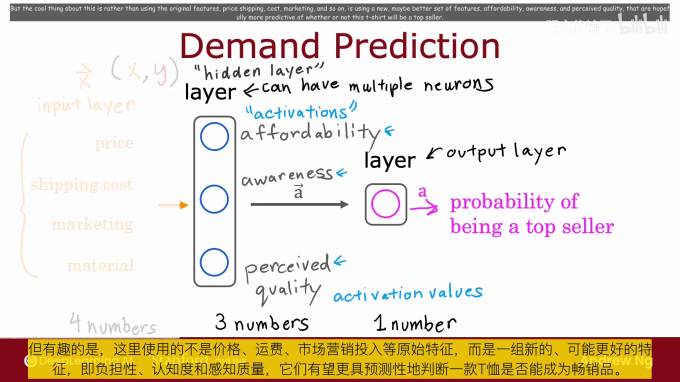 But the cool thing about this is rather than using the original features, price shipping, cost, marketing, and so on, is using a new, maybe better set of features, affordability, awareness, and perceived quality, that are hopef
ully more predictive of whether or not this t-shirt will be a top seller.
bilibili
Demand Prediction
x⃗ (x,y) "hidden layer"
layer ← can have multiple neurons
input layer "activations"
affordability ←
price
layer ← output layer
awareness ←
shipping cost
a⃗
a
probability of
being a top seller
marketing
material
perceived ←
quality
activation values
4 numbers 3 numbers 1 number
DeepLearning.AI Stanford Andrew Ng
但有趣的是，这里使用的不是价格、运费、市场营销投入等原始特征，而是一组新的、可能更好的特
征，即负担性、认知度和感知质量，它们有望更具预测性地判断一款T恤是否能成为畅销品。